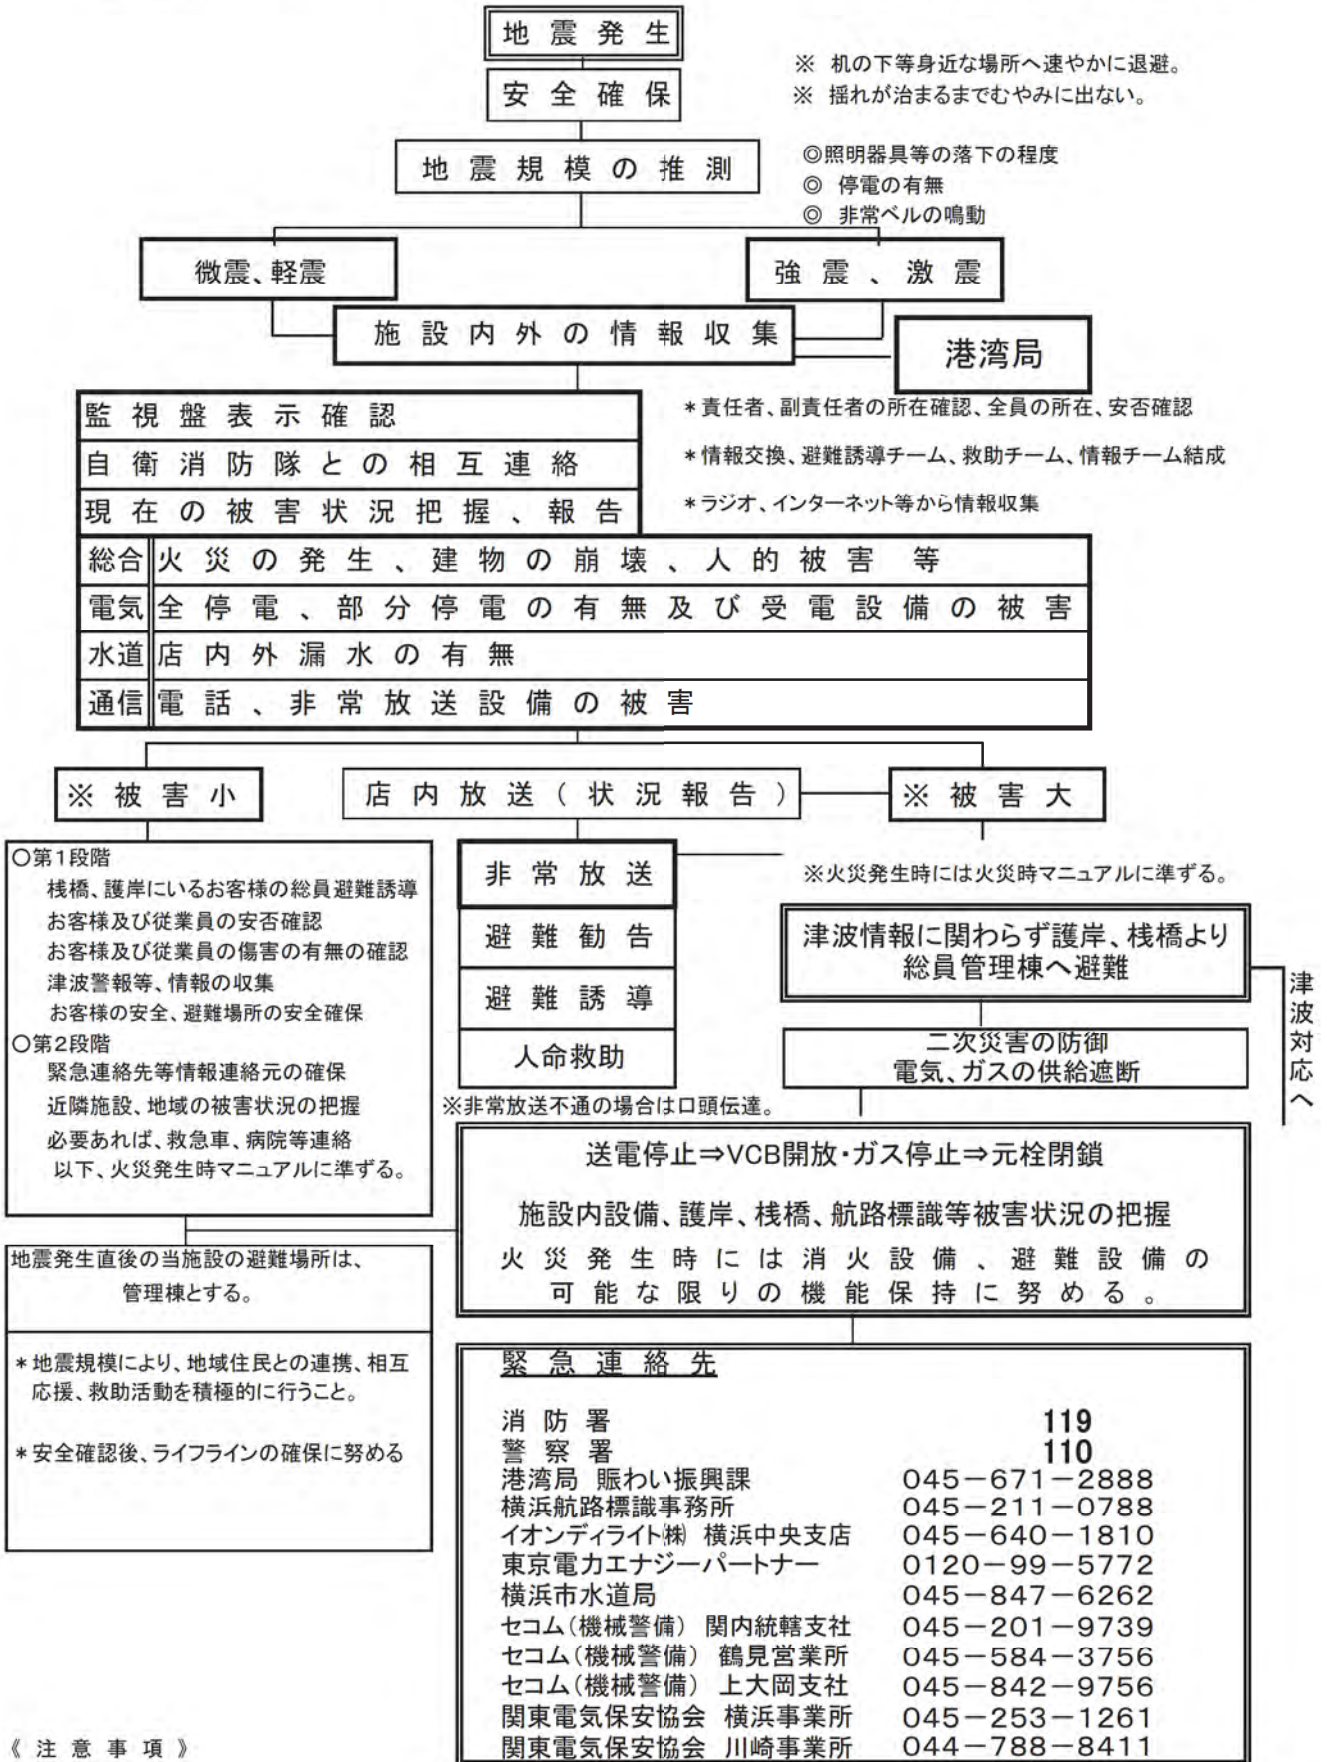 地震発生
安全確保
※ 机の下等身近な場所へ速やかに退避。
※ 揺れが治まるまでむやみに出ない。
地震規模の推測
◎照明器具等の落下の程度
◎ 停電の有無
◎ 非常ベルの鳴動
微震、軽震
強震、激震
施設内外の情報収集
港湾局
監視盤表示確認
自衛消防隊との相互連絡
現在の被害状況把握、報告
*責任者、副責任者の所在確認、全員の所在、安否確認
*情報交換、避難誘導チーム、救助チーム、情報チーム結成
*ラジオ、インターネット等から情報収集
総合 火災の発生、建物の崩壊、人的被害 等
電気 全停電、部分停電の有無及び受電設備の被害
水道 店内外漏水の有無
通信 電話、非常放送設備の被害
※被害小
店内放送(状況報告)
※被害大
○第1段階
桟橋、護岸にいるお客様の総員避難誘導
お客様及び従業員の安否確認
お客様及び従業員の傷害の有無の確認
津波警報等、情報の収集
お客様の安全、避難場所の安全確保
○第2段階
緊急連絡先等情報連絡元の確保
近隣施設、地域の被害状況の把握
必要あれば、救急車、病院等連絡
以下、火災発生時マニュアルに準ずる。
非常放送
避難勧告
避難誘導
人命救助
※非常放送不通の場合は口頭伝達。
※火災発生時には火災時マニュアルに準ずる。
津波情報に関わらず護岸、桟橋より
総員管理棟へ避難
津波対応へ
二次災害の防御
電気、ガスの供給遮断
送電停止⇒VCB開放・ガス停止⇒元栓閉鎖
施設内設備、護岸、桟橋、航路標識等被害状況の把握
火災発生時には消火設備、避難設備の
可能な限りの機能保持に努める。
地震発生直後の当施設の避難場所は、
管理棟とする。
*地震規模により、地域住民との連携、相互
応援、救助活動を積極的に行うこと。
*安全確認後、ライフラインの確保に努める
緊急連絡先
消防署 119
警察署 110
港湾局 賑わい振興課 045-671-2888
横浜航路標識事務所 045-211-0788
イオンディライト㈱ 横浜中央支店 045-640-1810
東京電力エナジーパートナー 0120-99-5772
横浜市水道局 045-847-6262
セコム(機械警備) 関内統轄支社 045-201-9739
セコム(機械警備) 鶴見営業所 045-584-3756
セコム(機械警備) 上大岡支社 045-842-9756
関東電気保安協会 横浜事業所 045-253-1261
関東電気保安協会 川崎事業所 044-788-8411
《注意事項》